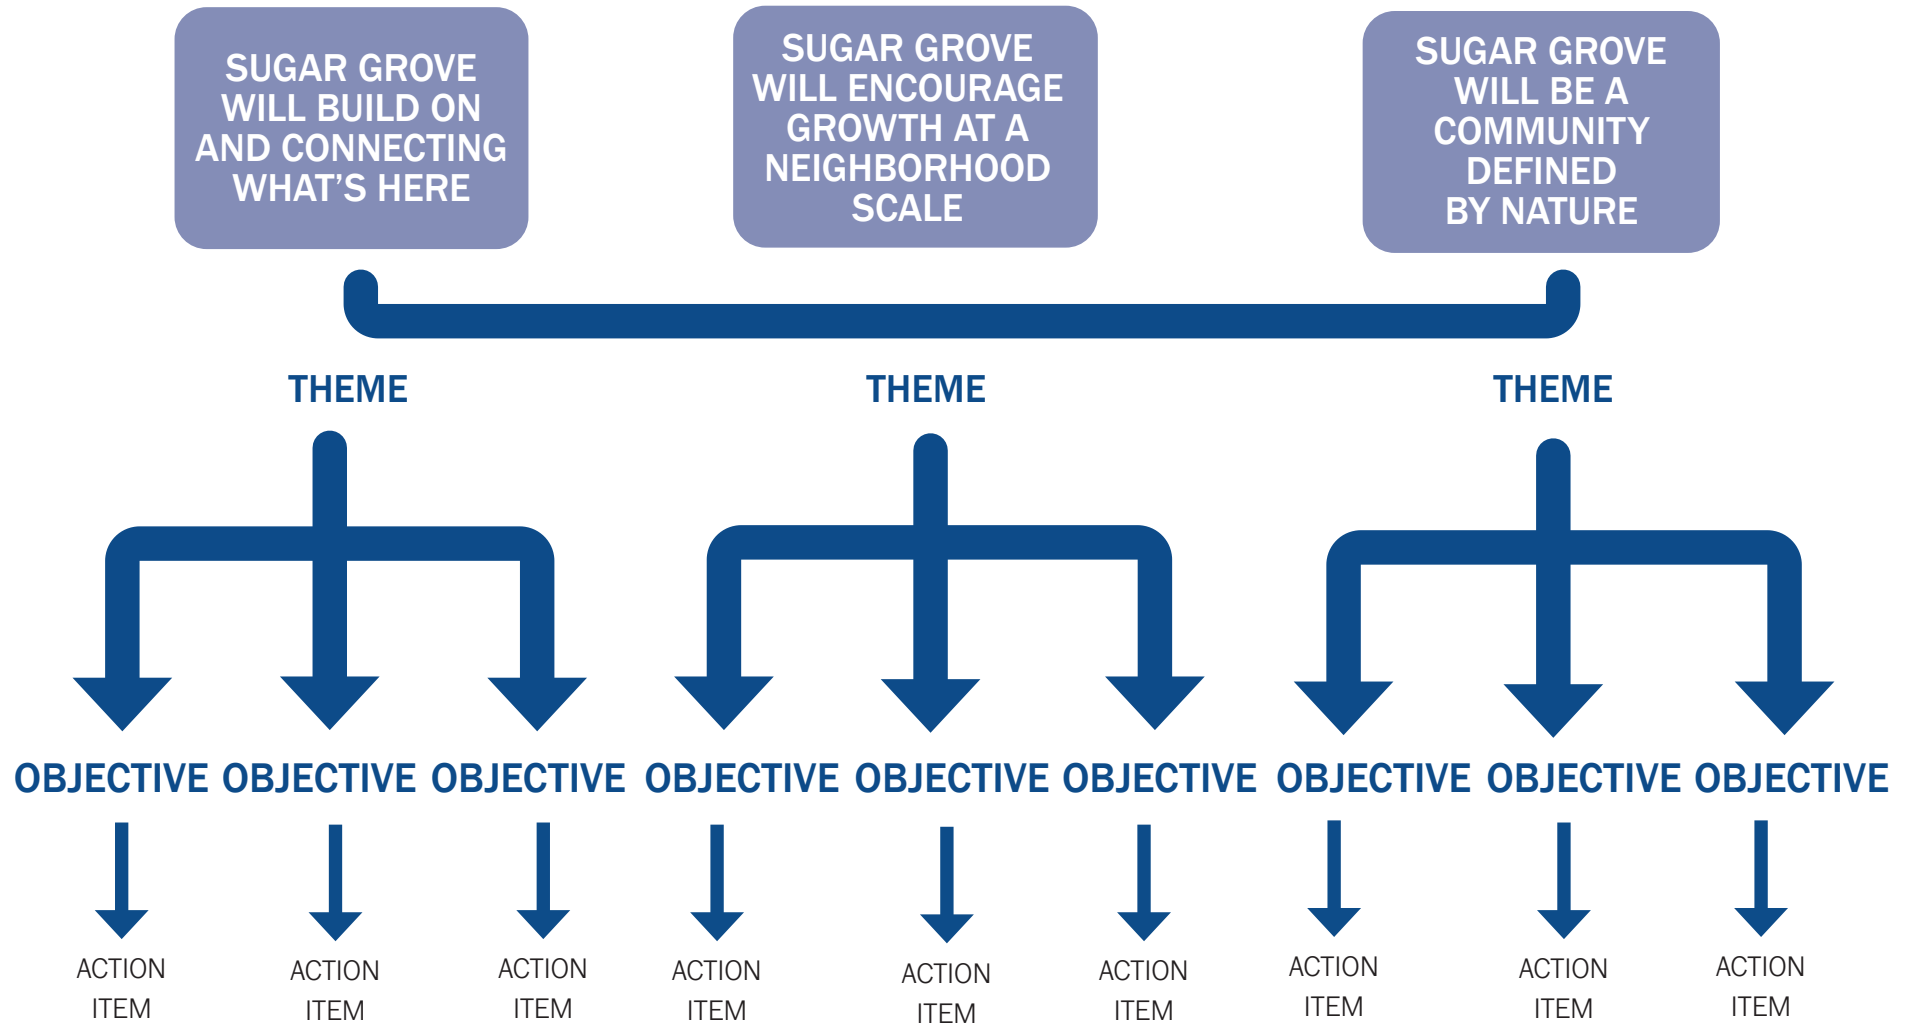 SUGAR GROVE
WILL BUILD ON
AND CONNECTING
WHAT'S HERE
SUGAR GROVE
WILL ENCOURAGE
GROWTH AT A
NEIGHBORHOOD
SCALE
SUGAR GROVE
WILL BE A
COMMUNITY
DEFINED
BY NATURE
THEME
THEME
THEME
OBJECTIVE
OBJECTIVE
OBJECTIVE
OBJECTIVE
OBJECTIVE
OBJECTIVE
OBJECTIVE
OBJECTIVE
OBJECTIVE
ACTION
ITEM
ACTION
ITEM
ACTION
ITEM
ACTION
ITEM
ACTION
ITEM
ACTION
ITEM
ACTION
ITEM
ACTION
ITEM
ACTION
ITEM